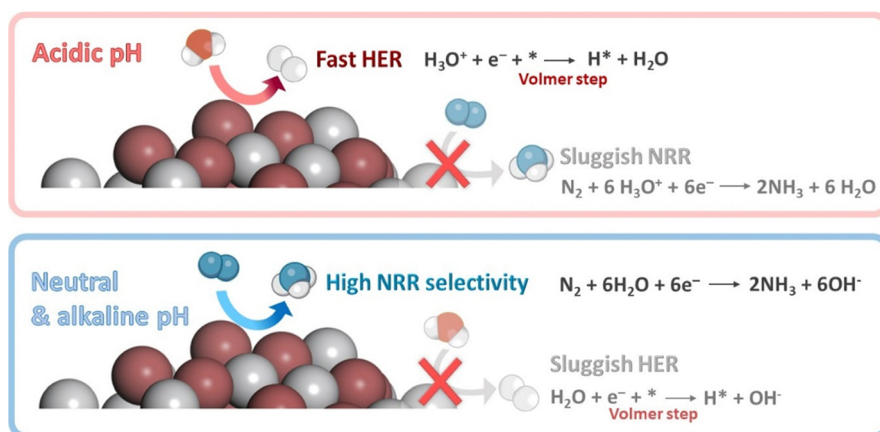 Acidic pH
Fast HER H₃O⁺ + e⁻ + * ⟶ H* + H₂O
Volmer step
Sluggish NRR
N₂ + 6 H₃O⁺ + 6e⁻ ⟶ 2NH₃ + 6 H₂O
Neutral
& alkaline pH
High NRR selectivity N₂ + 6H₂O + 6e⁻ ⟶ 2NH₃ + 6OH⁻
Sluggish HER
H₂O + e⁻ + * ⟶ H* + OH⁻
Volmer step